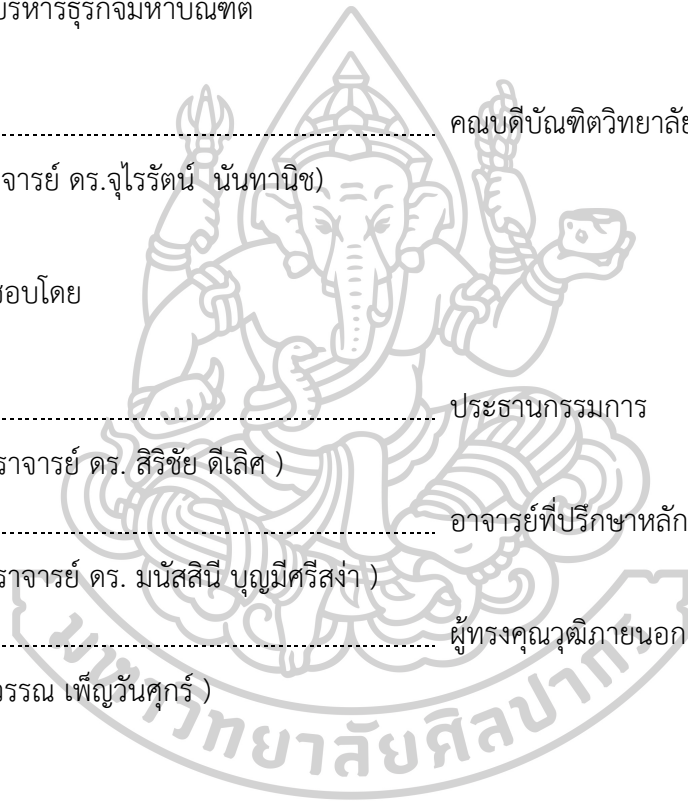 บริหารธุรกิจมหาบัณฑิต
คณบดีบัณฑิตวิทยาลัย
จารย์ ดร.จุไรรัตน์ นันทานิช)
สอบโดย
ประธานกรรมการ
ราจารย์ ดร. สิริชัย ดีเลิศ )
อาจารย์ที่ปรึกษาหลัก
ราจารย์ ดร. มนัสสินี บุญมีศรีสง่า )
ผู้ทรงคุณวุฒิภายนอก
วรรณ เพ็ญวันศุกร์ )
มหาวิทยาลัยศิลปากร